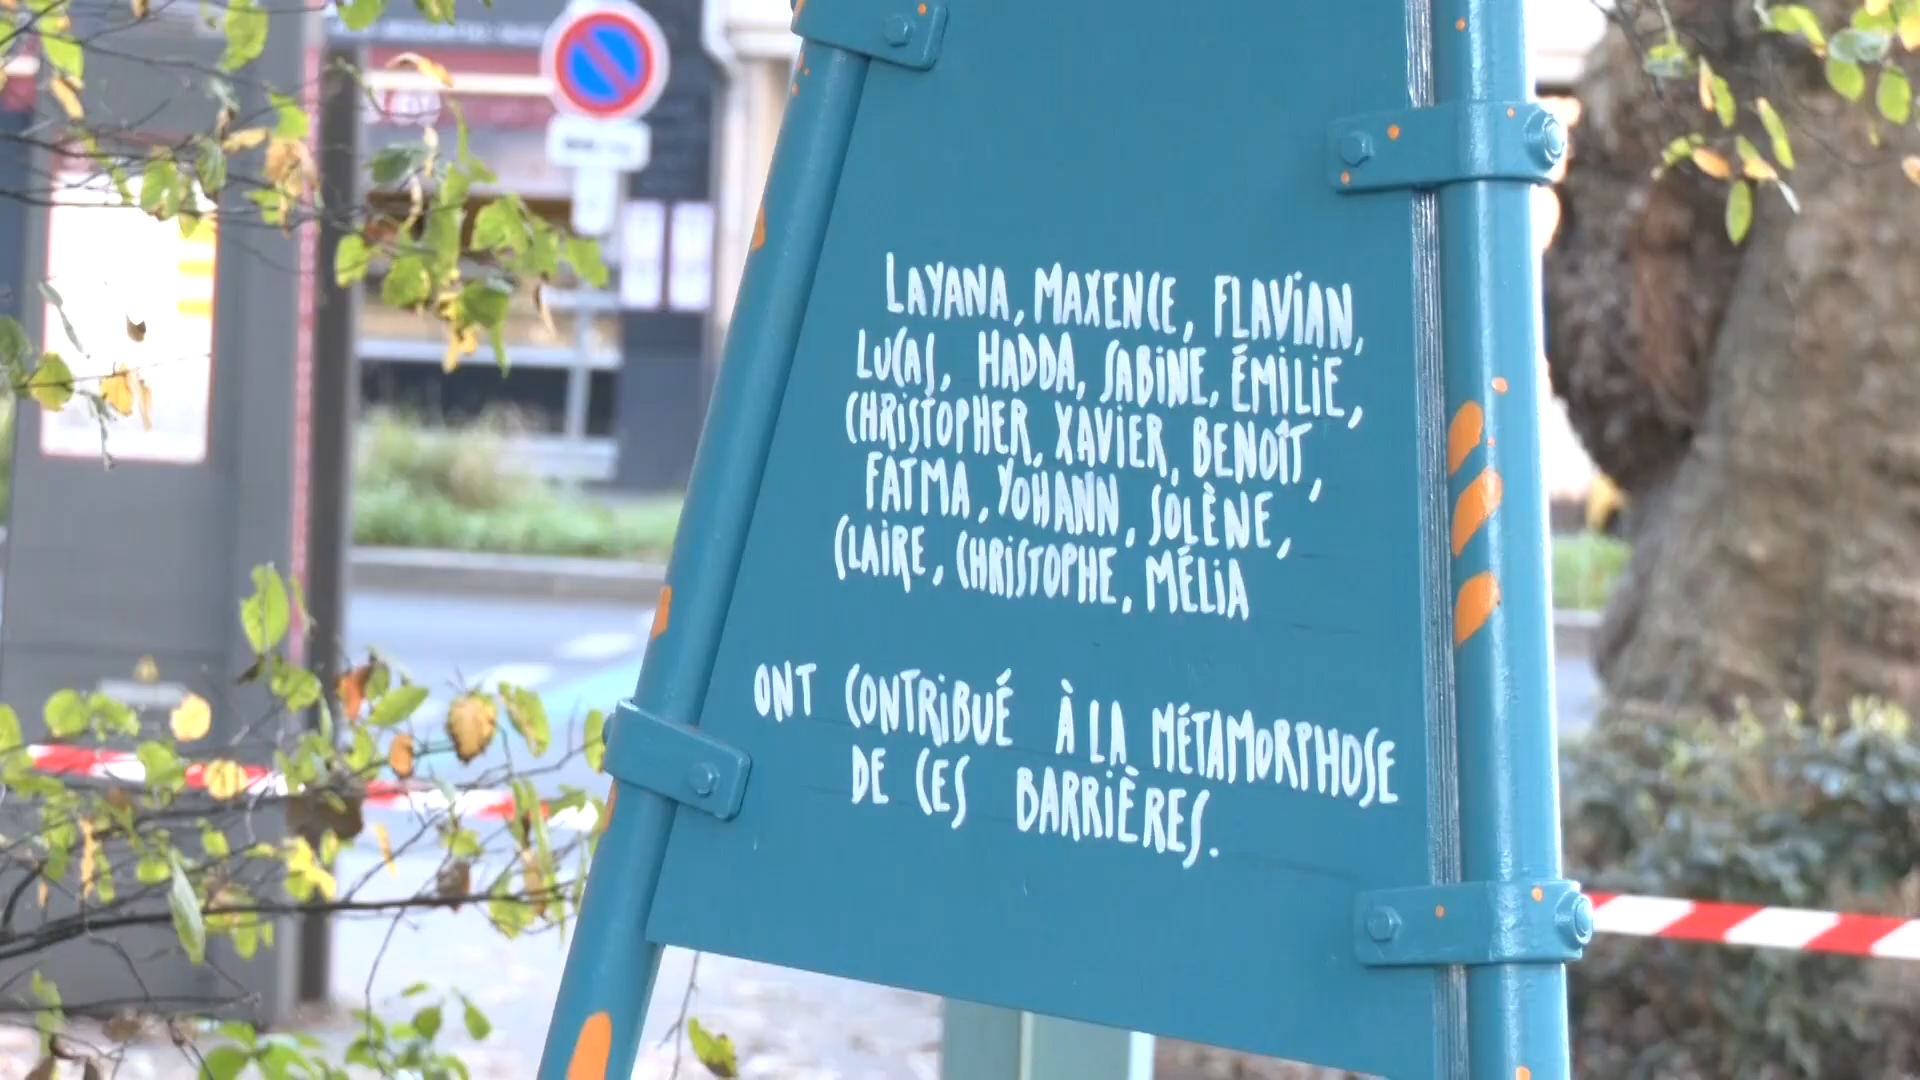 LAYANA, MAXENCE, FLAViAN,
LUCAS, HADDA, SABiNE, ÉMiLiE,
CHRiSTOPHER, XAViER, BENOÎT,
FATMA, YOHANN, SOLÈNE,
CLAiRE, CHRiSTOPHE, MÉLiA
ONT CONTRiBUÉ À LA MÉTAMORPHOSE
DE CES BARRiÈRES.